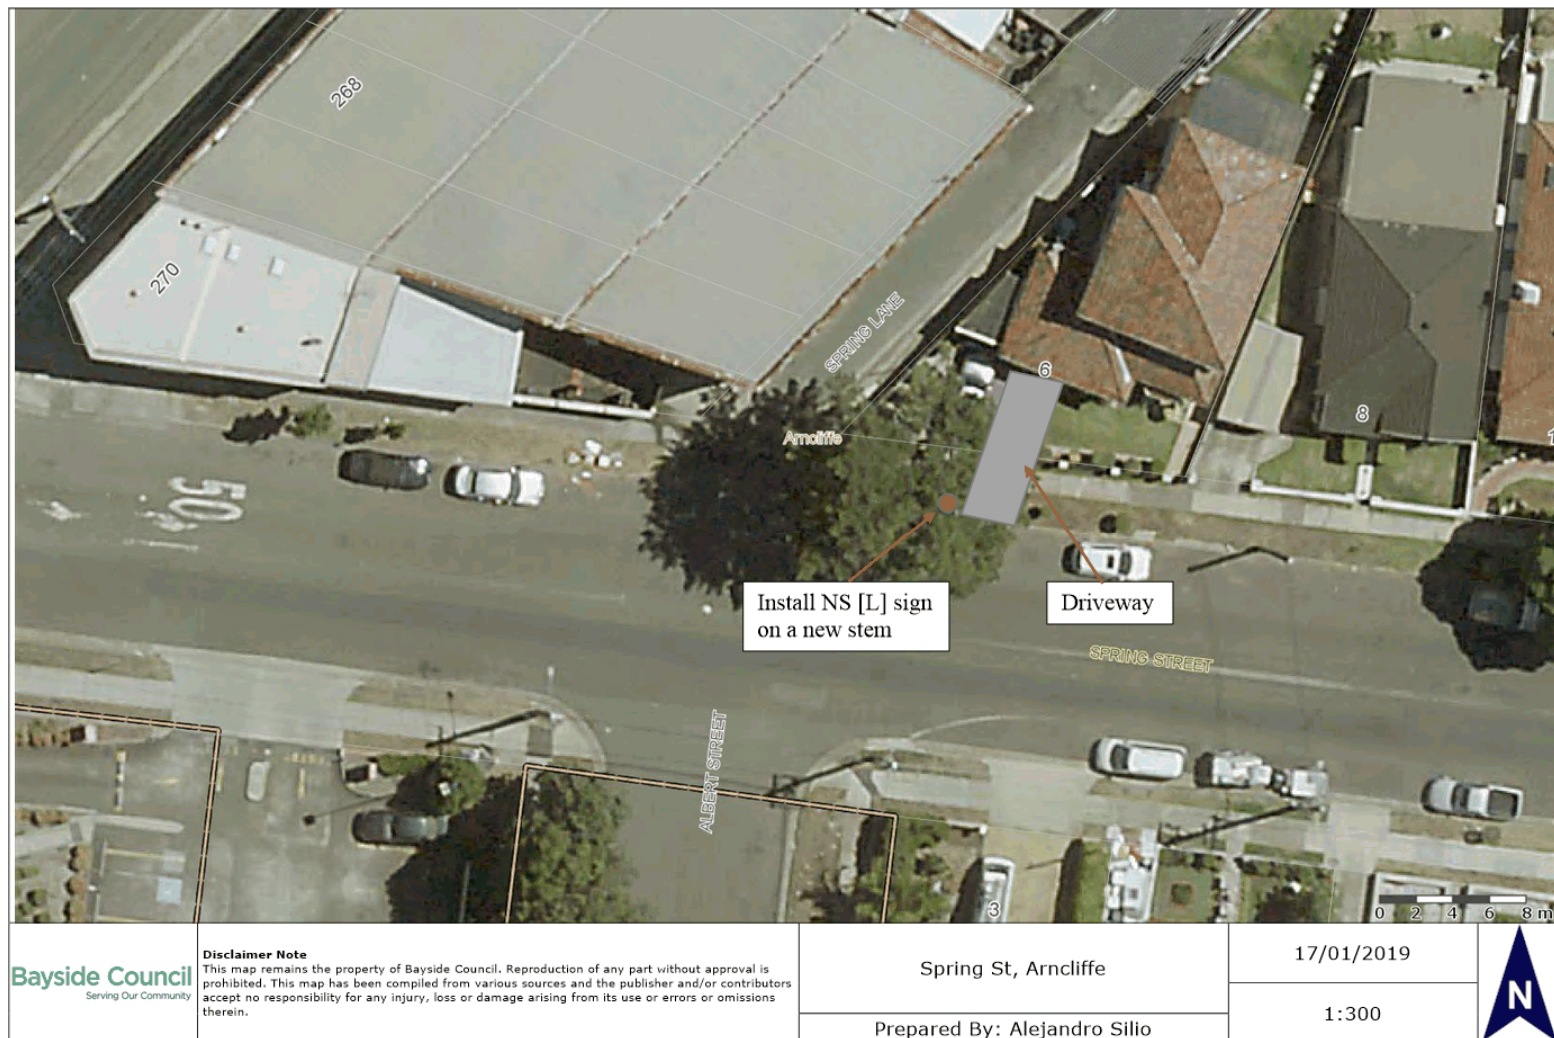 268
270
SPRING LANE
6
8
Arncliffe
50
Install NS [L] sign
on a new stem
Driveway
SPRING STREET
ALBERT STREET
3
0 2 4 6 8 m
Bayside Council
Serving Our Community
Disclaimer Note
This map remains the property of Bayside Council. Reproduction of any part without approval is
prohibited. This map has been compiled from various sources and the publisher and/or contributors
accept no responsibility for any injury, loss or damage arising from its use or errors or omissions
therein.
Spring St, Arncliffe
Prepared By: Alejandro Silio
17/01/2019
1:300
N